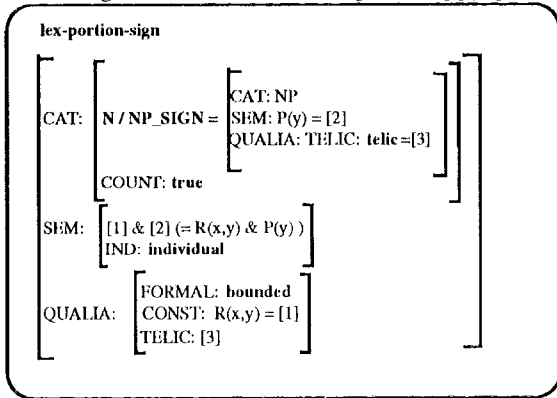 lex-portion-sign
CAT: NP
CAT: N / NP_SIGN = SEM: P(y) = [2]
QUALIA: TELIC: telic=[3]
COUNT: true
SEM: [1] & [2] (= R(x,y) & P(y) )
IND: individual
FORMAL: bounded
QUALIA: CONST: R(x,y) = [1]
TELIC: [3]